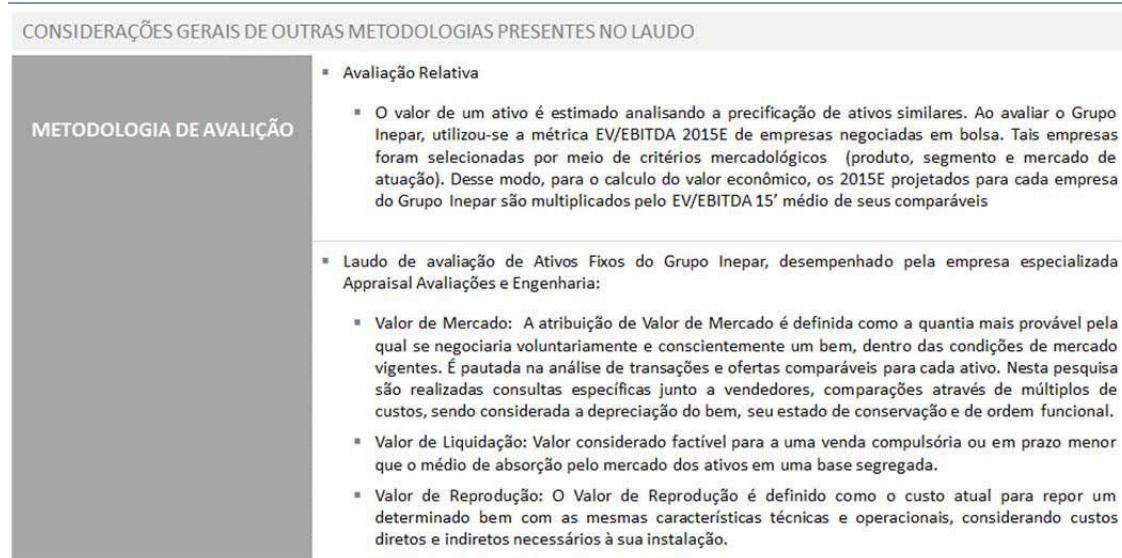 CONSIDERAÇÕES GERAIS DE OUTRAS METODOLOGIAS PRESENTES NO LAUDO
METODOLOGIA DE AVALIÇÃO
▪ Avaliação Relativa
▪ O valor de um ativo é estimado analisando a precificação de ativos similares. Ao avaliar o Grupo
Inepar, utilizou-se a métrica EV/EBITDA 2015E de empresas negociadas em bolsa. Tais empresas
foram selecionadas por meio de critérios mercadológicos (produto, segmento e mercado de
atuação). Desse modo, para o calculo do valor econômico, os 2015E projetados para cada empresa
do Grupo Inepar são multiplicados pelo EV/EBITDA 15’ médio de seus comparáveis
▪ Laudo de avaliação de Ativos Fixos do Grupo Inepar, desempenhado pela empresa especializada
Appraisal Avaliações e Engenharia:
▪ Valor de Mercado: A atribuição de Valor de Mercado é definida como a quantia mais provável pela
qual se negociaria voluntariamente e conscientemente um bem, dentro das condições de mercado
vigentes. É pautada na análise de transações e ofertas comparáveis para cada ativo. Nesta pesquisa
são realizadas consultas específicas junto a vendedores, comparações através de múltiplos de
custos, sendo considerada a depreciação do bem, seu estado de conservação e de ordem funcional.
▪ Valor de Liquidação: Valor considerado factível para a uma venda compulsória ou em prazo menor
que o médio de absorção pelo mercado dos ativos em uma base segregada.
▪ Valor de Reprodução: O Valor de Reprodução é definido como o custo atual para repor um
determinado bem com as mesmas características técnicas e operacionais, considerando custos
diretos e indiretos necessários à sua instalação.